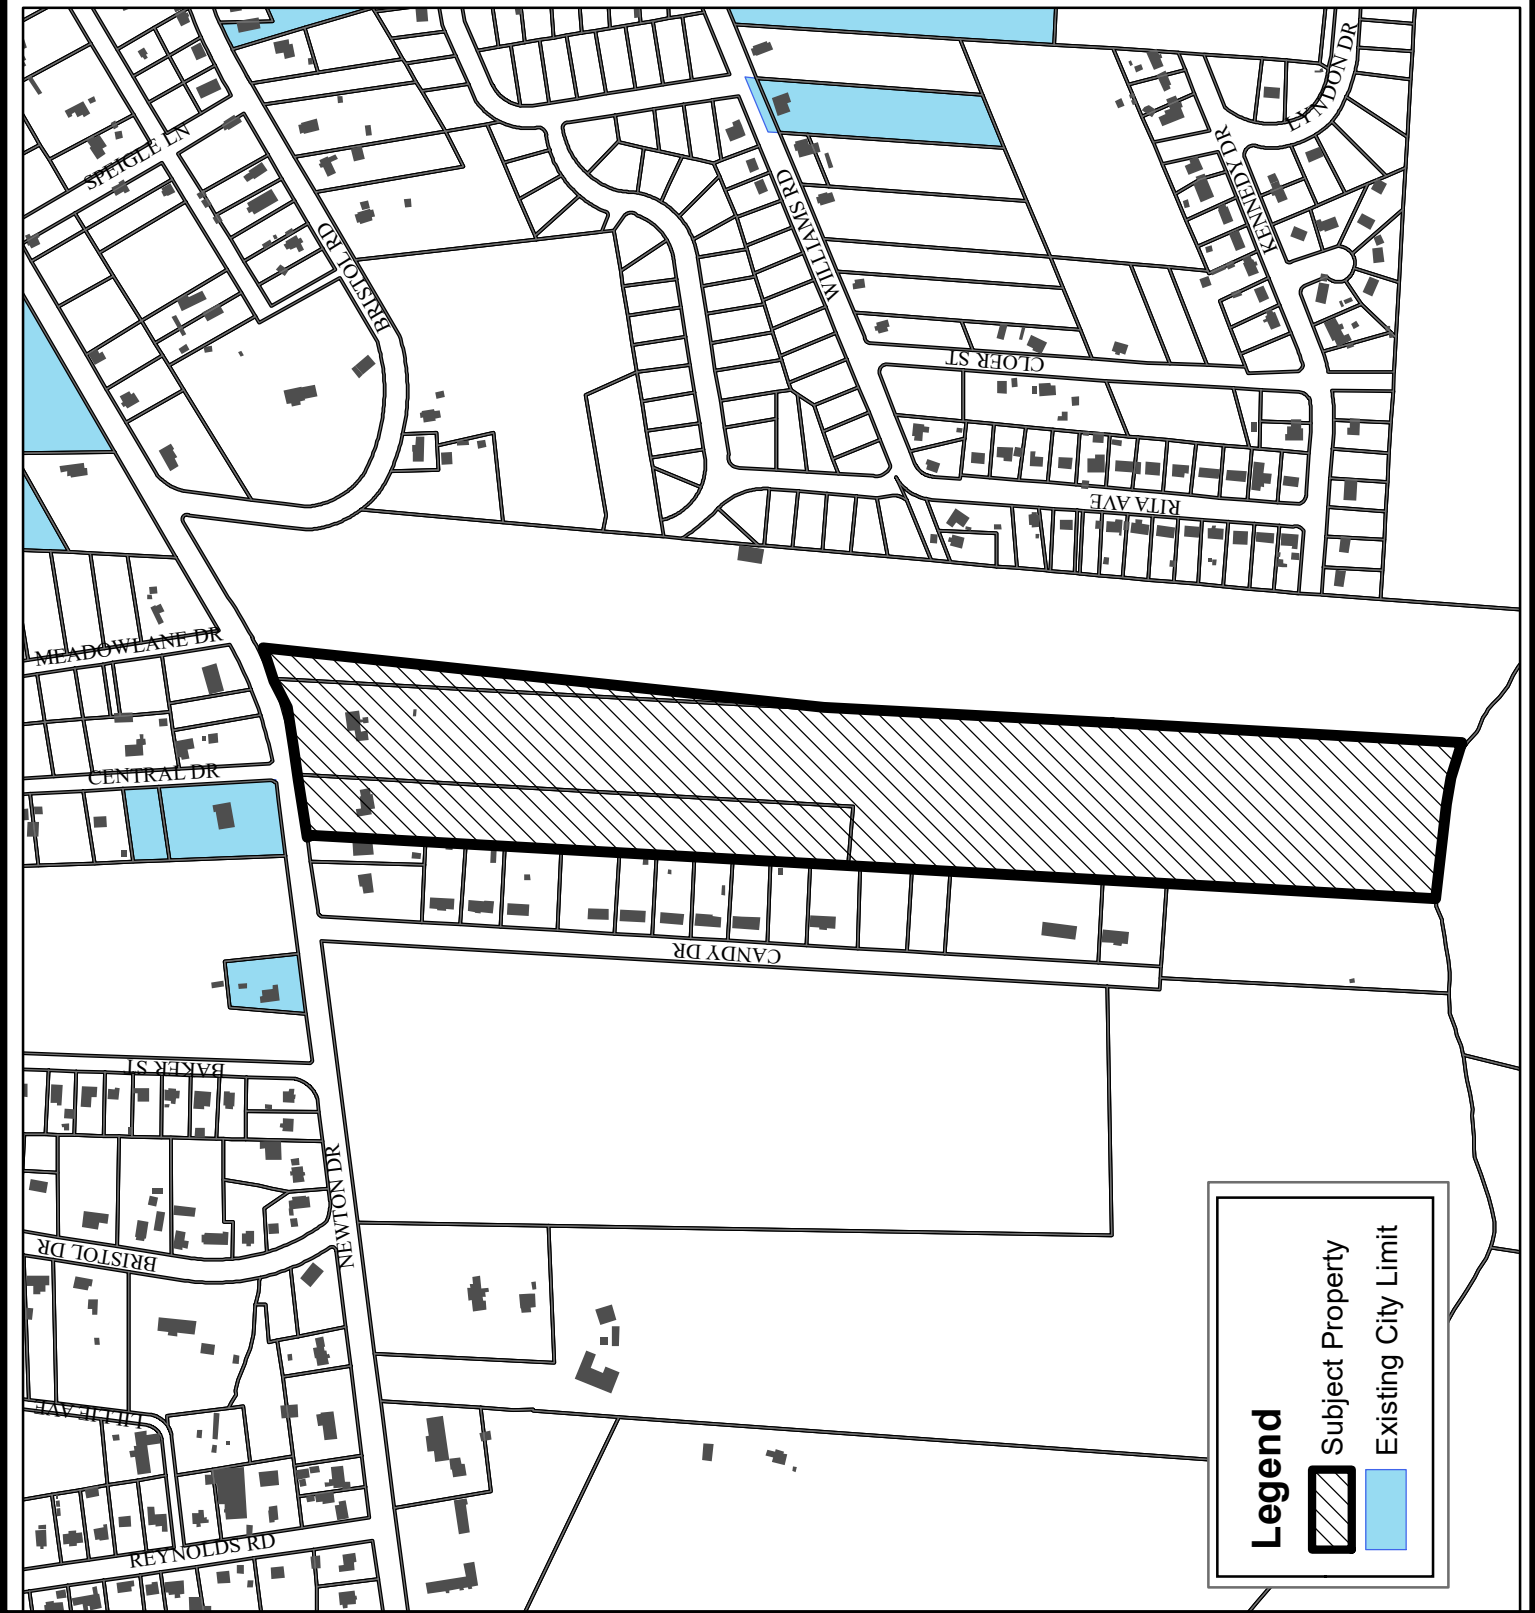 SPEIGLE LN
BRISTOL RD
WILLIAMS RD
LYNDON DR
KENNEDY DR
CLOER ST
RITA AVE
MEADOWLANE DR
CENTRAL DR
CANDY DR
BAKER ST
NEWTON DR
BRISTOL DR
LILLIE AVE
REYNOLDS RD
Legend
Subject Property
Existing City Limit